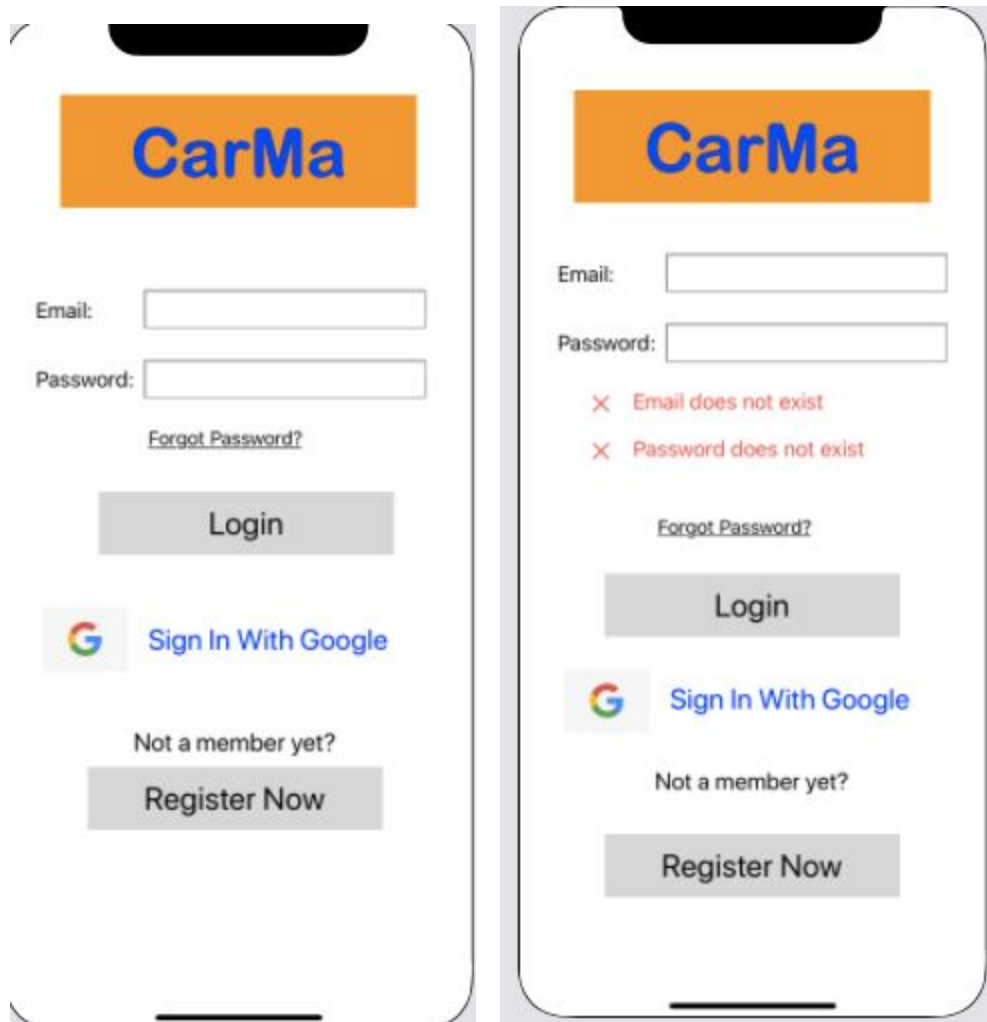 CarMa
Email:
Password:
Forgot Password?
Login
G Sign In With Google
Not a member yet?
Register Now
CarMa
Email:
Password:
× Email does not exist
× Password does not exist
Forgot Password?
Login
G Sign In With Google
Not a member yet?
Register Now